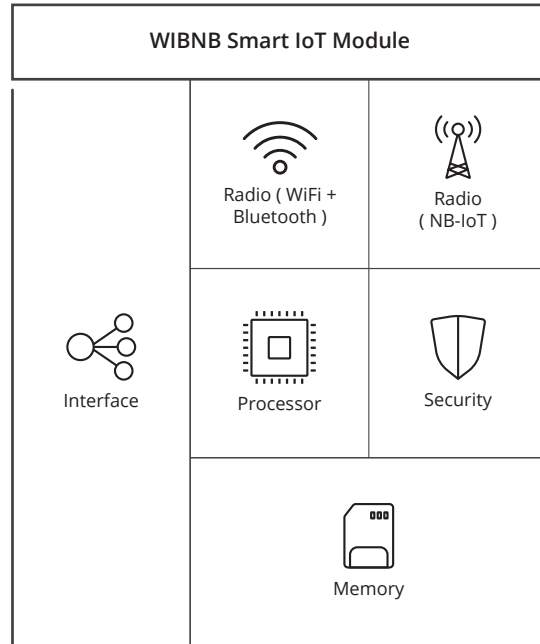 WIBNB Smart IoT Module
Radio ( WiFi +
Bluetooth )
Radio
( NB-IoT )
Interface
Processor
Security
Memory